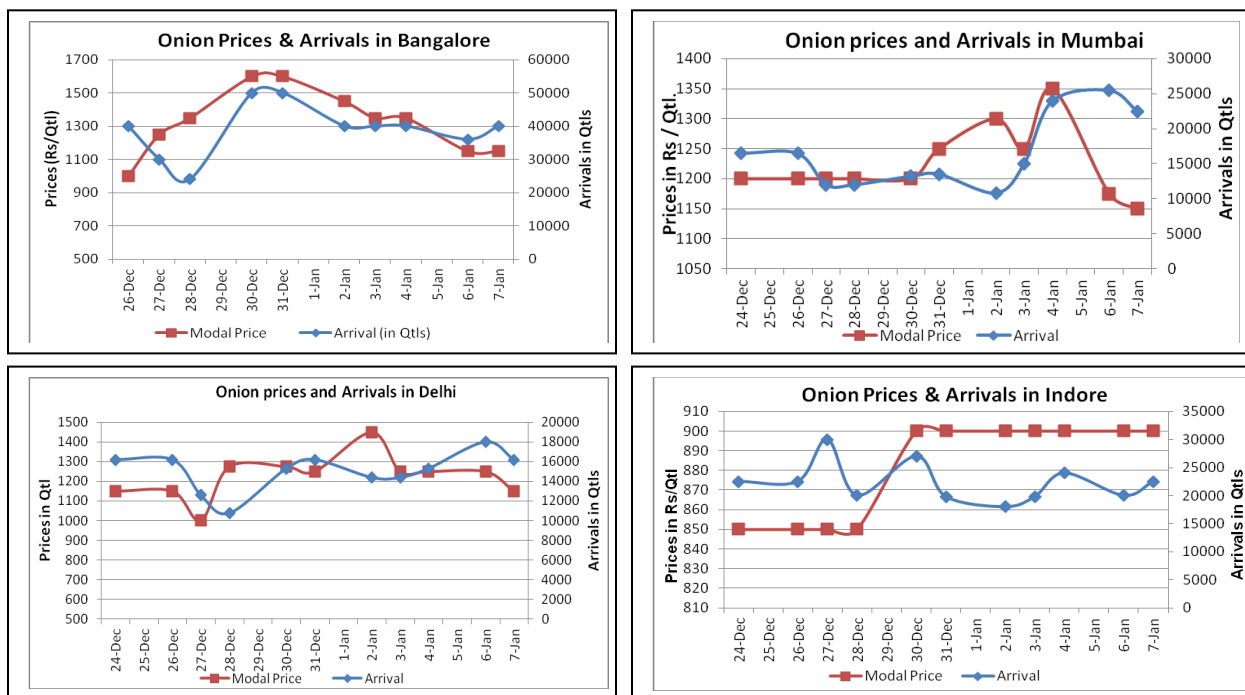 Onion Prices & Arrivals in Bangalore
Prices (Rs/Qtl)
1700
1500
1300
1100
900
700
500
60000
50000
40000
30000
20000
10000
0
Arrivals in Qtls
26-Dec
27-Dec
28-Dec
29-Dec
30-Dec
31-Dec
1-Jan
2-Jan
3-Jan
4-Jan
5-Jan
6-Jan
7-Jan
Modal Price
Arrival (in Qtls)
Onion prices and Arrivals in Mumbai
Prices in Rs / Qtl.
1400
1350
1300
1250
1200
1150
1100
1050
30000
25000
20000
15000
10000
5000
0
Arrivals in Qtls
24-Dec
25-Dec
26-Dec
27-Dec
28-Dec
29-Dec
30-Dec
31-Dec
1-Jan
2-Jan
3-Jan
4-Jan
5-Jan
6-Jan
7-Jan
Modal Price
Arrival
Onion prices and Arrivals in Delhi
Prices in Qtl
1500
1400
1300
1200
1100
1000
900
800
700
600
500
20000
18000
16000
14000
12000
10000
8000
6000
4000
2000
0
Arrivals in Qtls
24-Dec
25-Dec
26-Dec
27-Dec
28-Dec
29-Dec
30-Dec
31-Dec
1-Jan
2-Jan
3-Jan
4-Jan
5-Jan
6-Jan
7-Jan
Modal Price
Arrival
Onion Prices & Arrivals in Indore
Prices in Rs/Qtl
910
900
890
880
870
860
850
840
830
820
810
35000
30000
25000
20000
15000
10000
5000
0
Arrivals in Qtls
24-Dec
25-Dec
26-Dec
27-Dec
28-Dec
29-Dec
30-Dec
31-Dec
1-Jan
2-Jan
3-Jan
4-Jan
5-Jan
6-Jan
7-Jan
Modal Price
Arrival